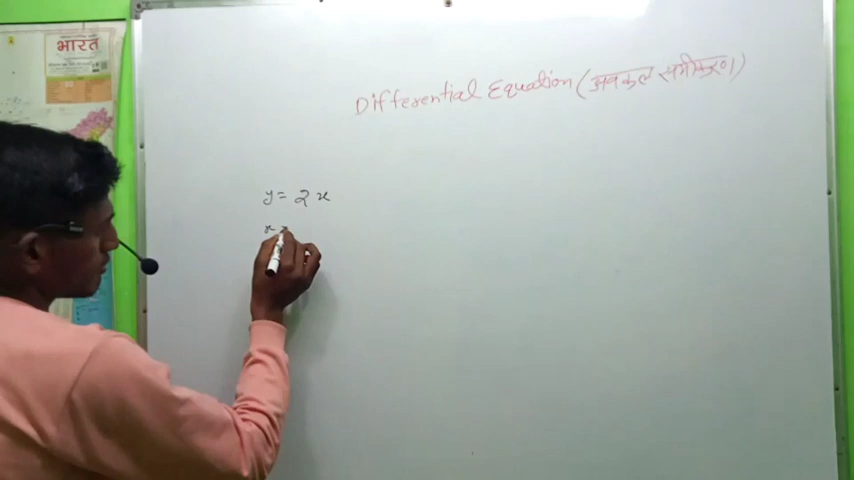 भारत
Differential Equation (अवकल समीकरण)
y = 2x
x =